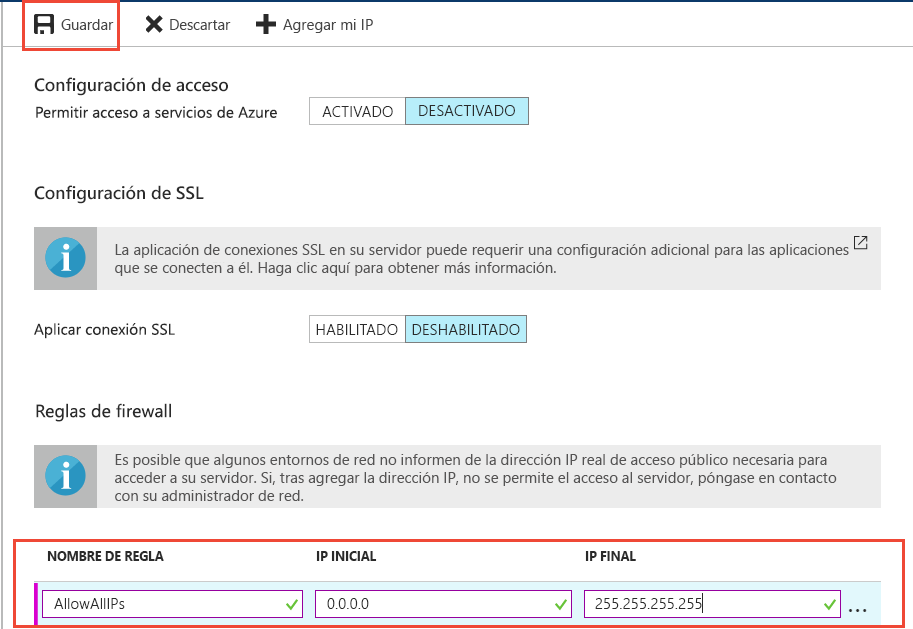 Guardar Descartar Agregar mi IP
Configuración de acceso
Permitir acceso a servicios de Azure ACTIVADO DESACTIVADO
Configuración de SSL
La aplicación de conexiones SSL en su servidor puede requerir una configuración adicional para las aplicaciones
que se conecten a él. Haga clic aquí para obtener más información.
Aplicar conexión SSL HABILITADO DESHABILITADO
Reglas de firewall
Es posible que algunos entornos de red no informen de la dirección IP real de acceso público necesaria para
acceder a su servidor. Si, tras agregar la dirección IP, no se permite el acceso al servidor, póngase en contacto
con su administrador de red.
NOMBRE DE REGLA IP INICIAL IP FINAL
AllowAllIPs 0.0.0.0 255.255.255.255 ...